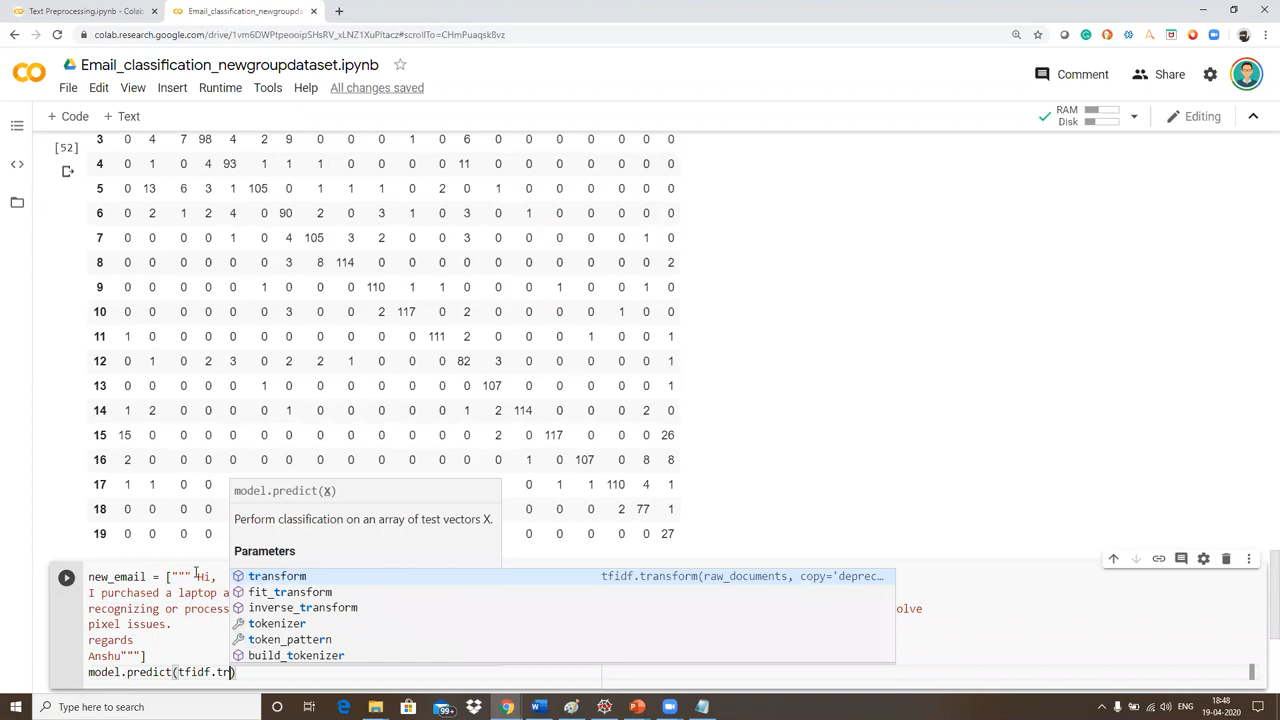 Text Preprocessing.ipynb - Colab
Email_classification_newgroupdataset.ipynb
colab.research.google.com/drive/1vm6DWPtpeooipSHsRV_xLNZ1XuPItacz#scrollTo=CHmPuaqsk8vz
Email_classification_newgroupdataset.ipynb
Comment
Share
File Edit View Insert Runtime Tools Help All changes saved
+ Code + Text
RAM
Disk
Editing
3 0 4 7 98 4 2 9 0 0 0 1 0 6 0 0 0 0 0 0
[52]
4 0 1 0 4 93 1 1 1 0 0 0 0 11 0 0 0 0 0 0
5 0 13 6 3 1 105 0 1 1 1 0 2 0 1 0 0 0 0 0
6 0 2 1 2 4 0 90 2 0 3 1 0 3 0 1 0 0 0 0
7 0 0 0 0 1 0 4 105 3 2 0 0 3 0 0 0 0 1 0
8 0 0 0 0 0 0 3 8 114 0 0 0 0 0 0 0 0 0 2
9 0 0 0 0 0 1 0 0 0 110 1 1 0 0 0 1 0 1 0
10 0 0 0 0 0 0 3 0 0 2 117 0 2 0 0 0 0 1 0
11 1 0 0 0 0 0 0 0 0 0 0 111 2 0 0 1 0 0 1
12 0 1 0 2 3 0 2 2 1 0 0 0 82 3 0 0 0 0 1
13 0 0 0 0 0 1 0 0 0 0 0 0 0 107 0 0 0 0 1
14 1 2 0 0 0 0 1 0 0 0 0 0 1 2 114 0 0 2 0
15 15 0 0 0 0 0 0 0 0 0 0 0 0 2 0 117 0 0 26
16 2 0 0 0 0 0 0 0 0 0 0 0 0 0 1 0 107 8 8
17 1 1 0 0 0 1 1 110 4 1
18 0 0 0 0 0 0 0 2 77 1
19 0 0 0 0 0 0 0 0 0 27
model.predict(X)
Perform classification on an array of test vectors X.
Parameters
new_email = [""" Hi,
I purchased a laptop a
recognizing or process
olve
pixel issues.
regards
Anshu"""]
model.predict(tfidf.tr)
transform tfidf.transform(raw_documents, copy='deprec…
fit_transform
inverse_transform
tokenizer
token_pattern
build_tokenizer
Type here to search
99+
ENG
18:48
19-04-2020